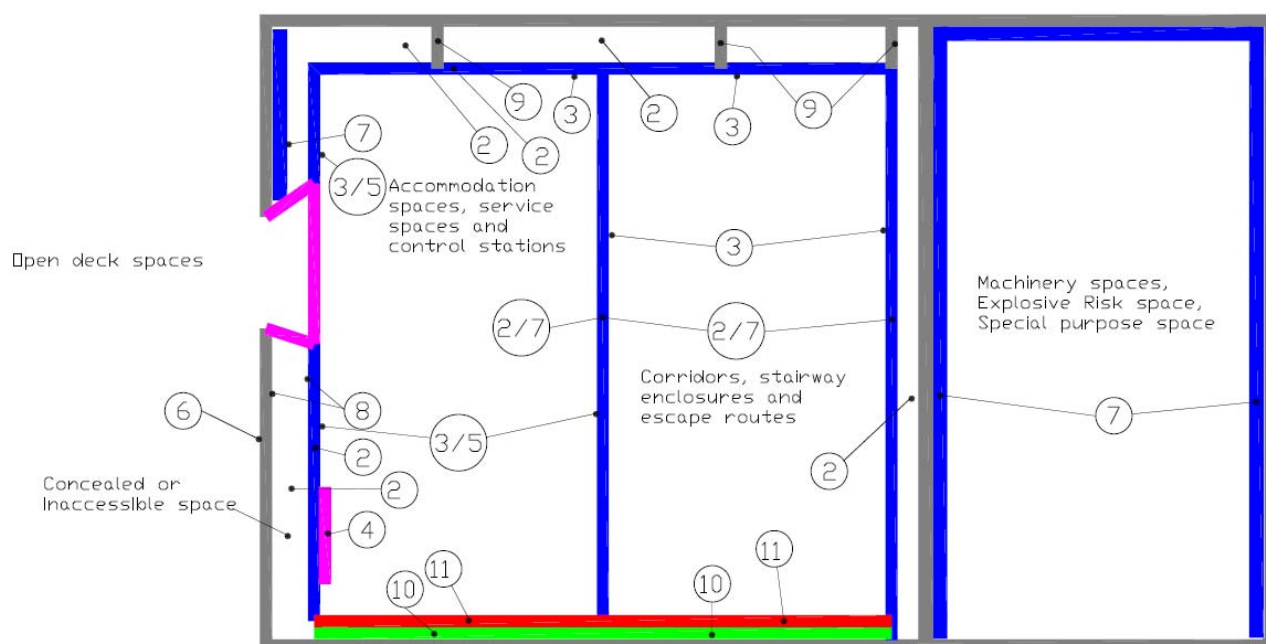 9
3
2
9
3
2
2
7
3/5
Accommodation
spaces, service
spaces and
control stations
3
Open deck spaces
Machinery spaces,
Explosive Risk space,
Special purpose space
2/7
2/7
Corridors, stairway
enclosures and
escape routes
6
8
3/5
7
2
2
Concealed or
Inaccessible space
2
4
10
11
10
11